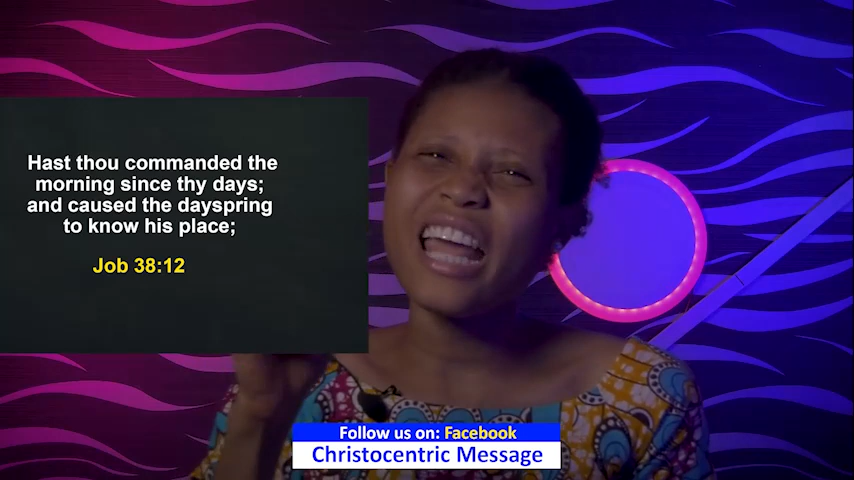 Hast thou commanded the
morning since thy days;
and caused the dayspring
to know his place;
Job 38:12
Follow us on: Facebook
Christocentric Message